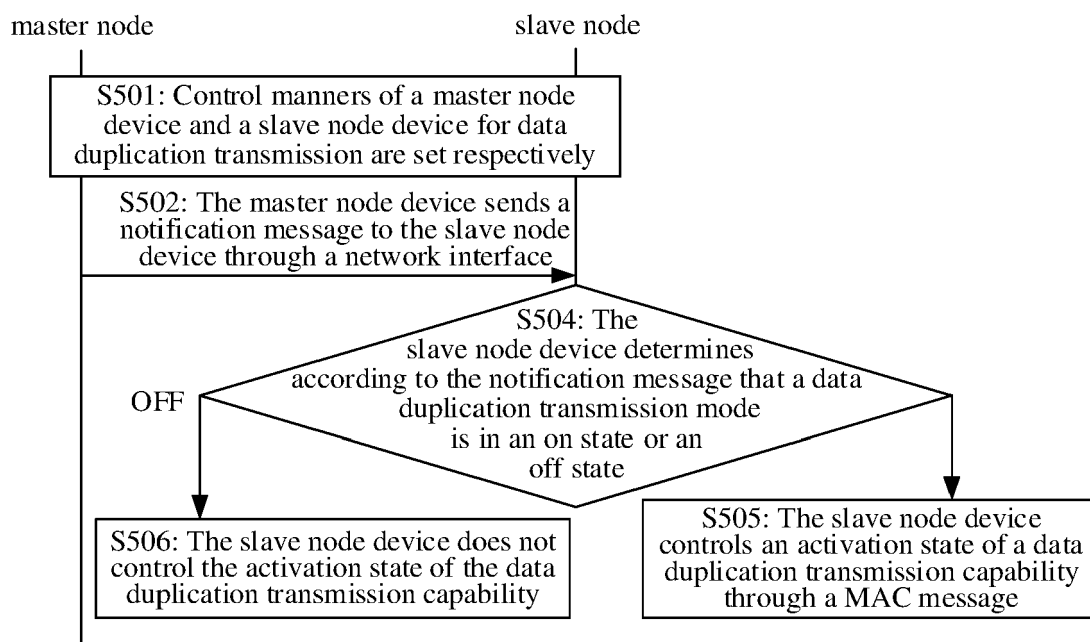 master node
slave node
S501: Control manners of a master node
device and a slave node device for data
duplication transmission are set respectively
S502: The master node device sends a
notification message to the slave node
device through a network interface
S504: The
slave node device determines
according to the notification message that a data
duplication transmission mode
is in an on state or an
off state
OFF
S506: The slave node device does not
control the activation state of the data
duplication transmission capability
S505: The slave node device
controls an activation state of a data
duplication transmission capability
through a MAC message